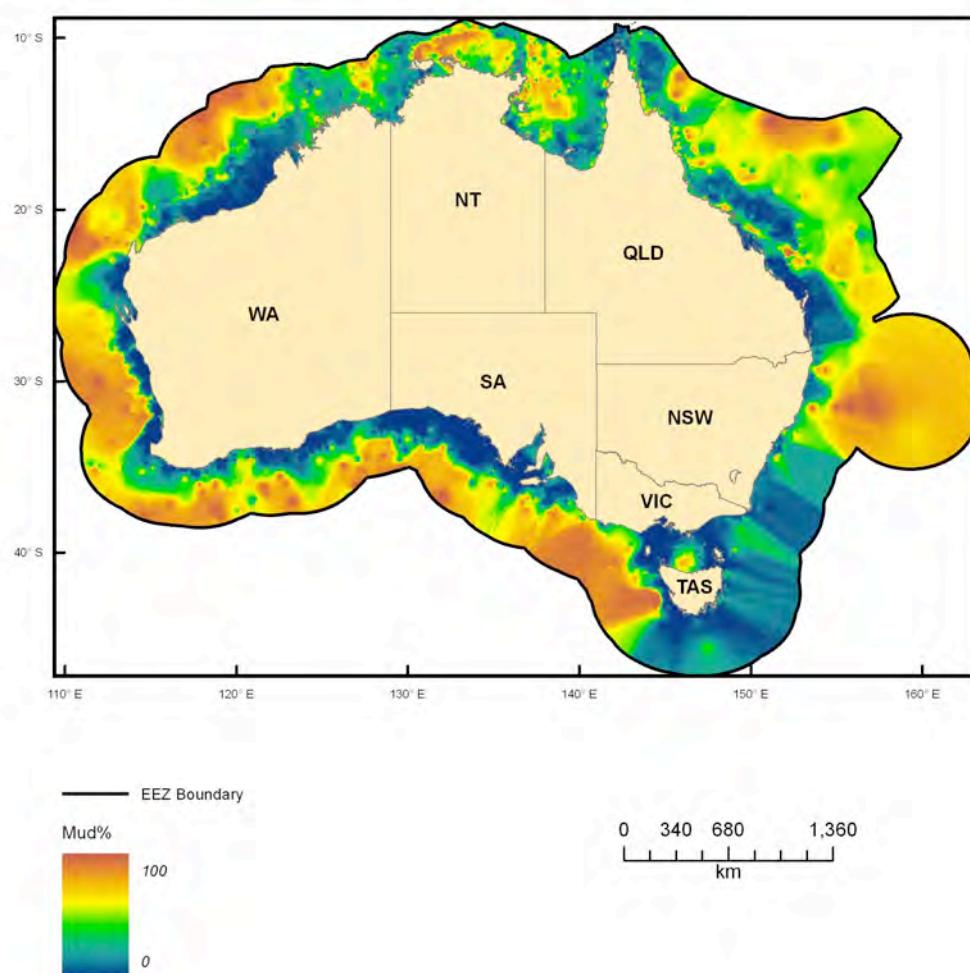 10° S
20° S
30° S
40° S
NT
QLD
WA
SA
NSW
VIC
TAS
110° E 120° E 130° E 140° E 150° E 160° E
EEZ Boundary
Mud%
100
0
0 340 680 1,360
km